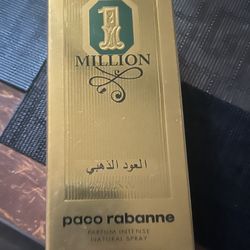 1
MILLION
العود الذهبي
paco rabanne
PARFUM INTENSE
NATURAL SPRAY